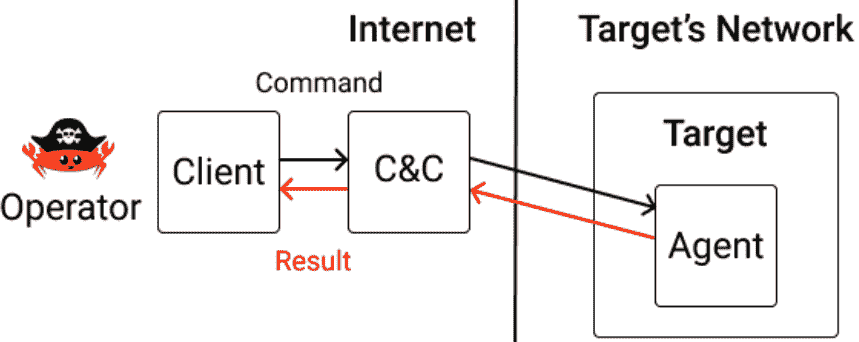 Internet
Target's Network
Command
Target
Client
C&C
Operator
Agent
Result